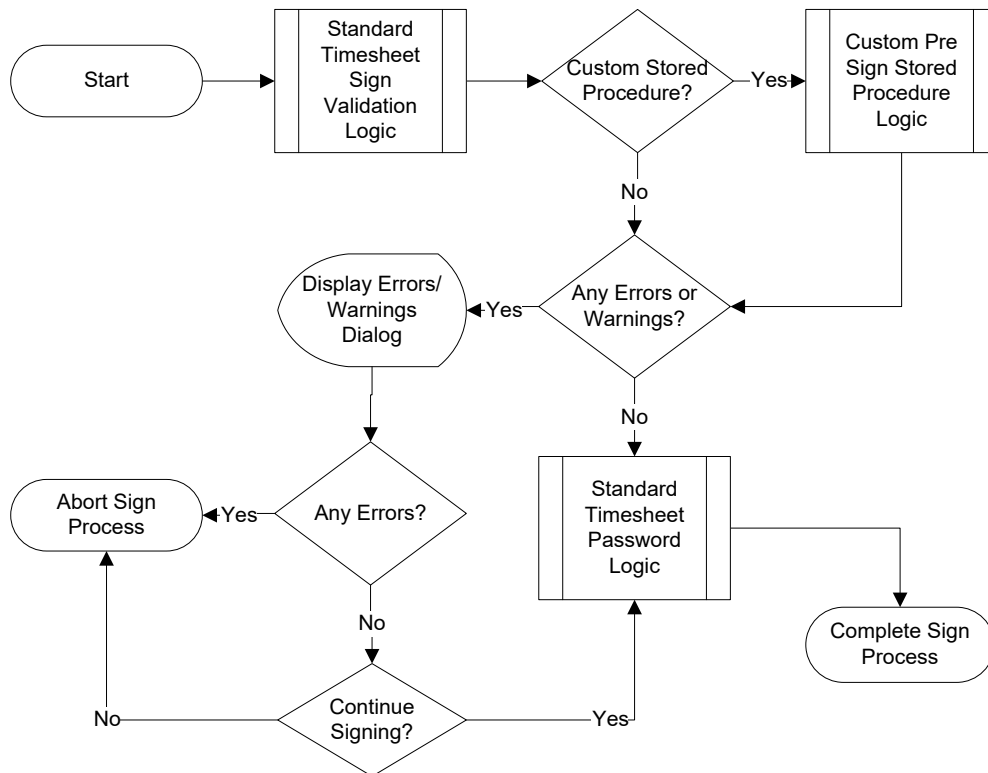 Start
Standard
Timesheet
Sign
Validation
Logic
Custom Stored
Procedure?
Yes
Custom Pre
Sign Stored
Procedure
Logic
No
Display Errors/
Warnings
Dialog
Yes
Any Errors or
Warnings?
No
Abort Sign
Process
Yes
Any Errors?
Standard
Timesheet
Password
Logic
No
Complete Sign
Process
No
Continue
Signing?
Yes